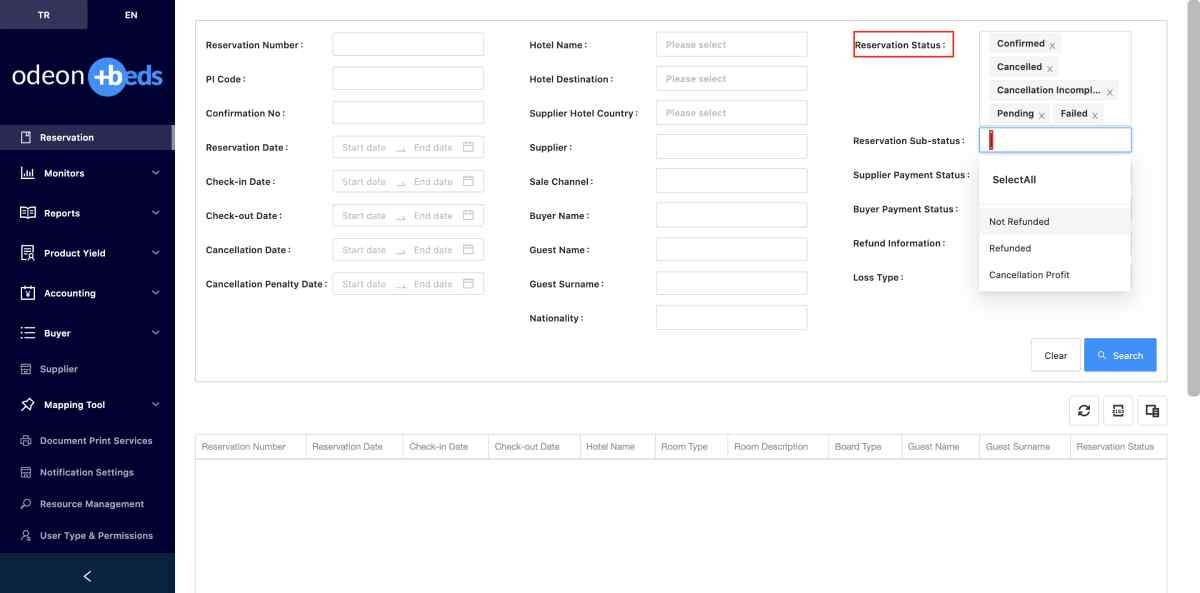 TR
EN
odeon +beds
Reservation
Monitors
Reports
Product Yield
Accounting
Buyer
Supplier
Mapping Tool
Document Print Services
Notification Settings
Resource Management
User Type & Permissions
Reservation Number :
PI Code :
Confirmation No :
Reservation Date : Start date End date
Check-in Date : Start date End date
Check-out Date : Start date End date
Cancellation Date : Start date End date
Cancellation Penalty Date : Start date End date
Hotel Name : Please select
Hotel Destination : Please select
Supplier Hotel Country : Please select
Supplier :
Sale Channel :
Buyer Name :
Guest Name :
Guest Surname :
Nationality :
Reservation Status :
Confirmed x
Cancelled x
Cancellation Incompl... x
Pending x Failed x
Reservation Sub-status :
Supplier Payment Status :
Buyer Payment Status :
Refund Information :
Loss Type :
SelectAll
Not Refunded
Refunded
Cancellation Profit
Clear Search
Reservation Number Reservation Date Check-in Date Check-out Date Hotel Name Room Type Room Description Board Type Guest Name Guest Surname Reservation Status